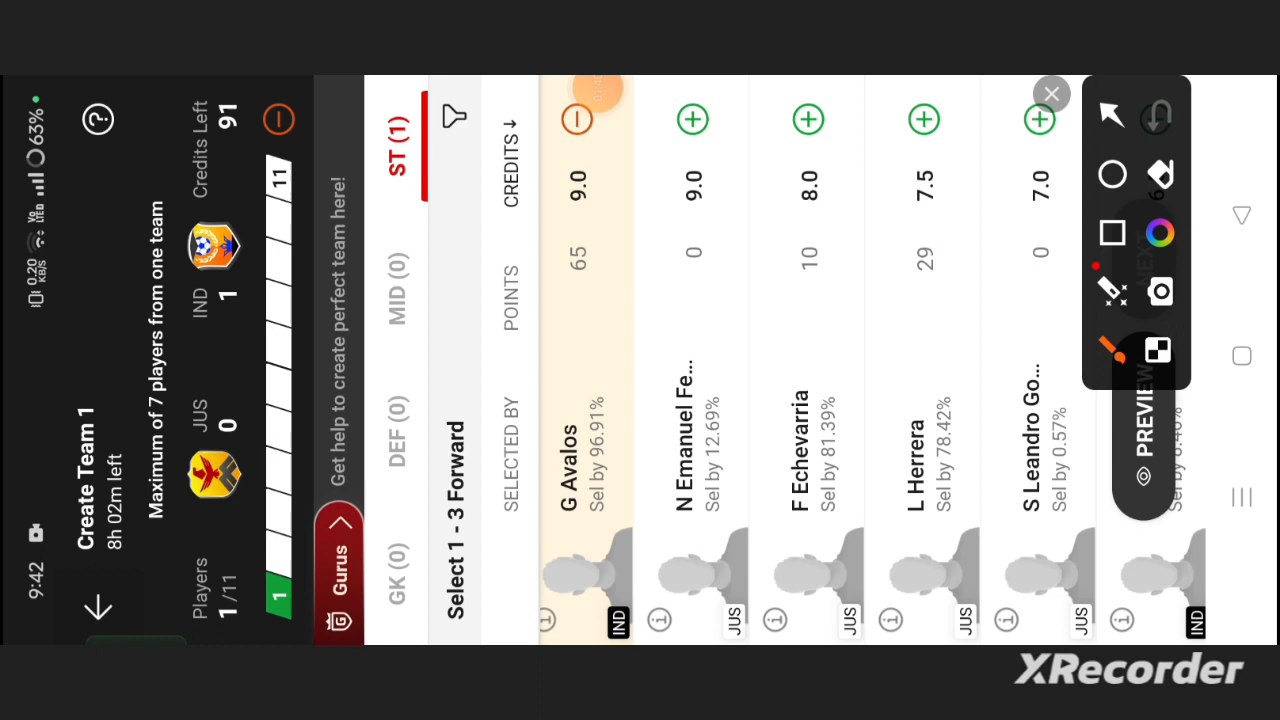 9:42
0.20
KB/S
Vo
LTE
63%
Create Team 1
8h 02m left
Maximum of 7 players from one team
Players
1/11
JUS
0
IND
1
Credits Left
91
1
11
Gurus
Get help to create perfect team here!
GK (0)
DEF (0)
MID (0)
ST (1)
Select 1 - 3 Forward
SELECTED BY
POINTS
CREDITS
G Avalos
Sel by 96.91%
65
9.0
IND
N Emanuel Fe...
Sel by 12.69%
0
9.0
JUS
F Echevarria
Sel by 81.39%
10
8.0
JUS
L Herrera
Sel by 78.42%
29
7.5
JUS
S Leandro Go...
Sel by 0.57%
0
7.0
JUS
IND
PREVIEW
NEXT
XRecorder